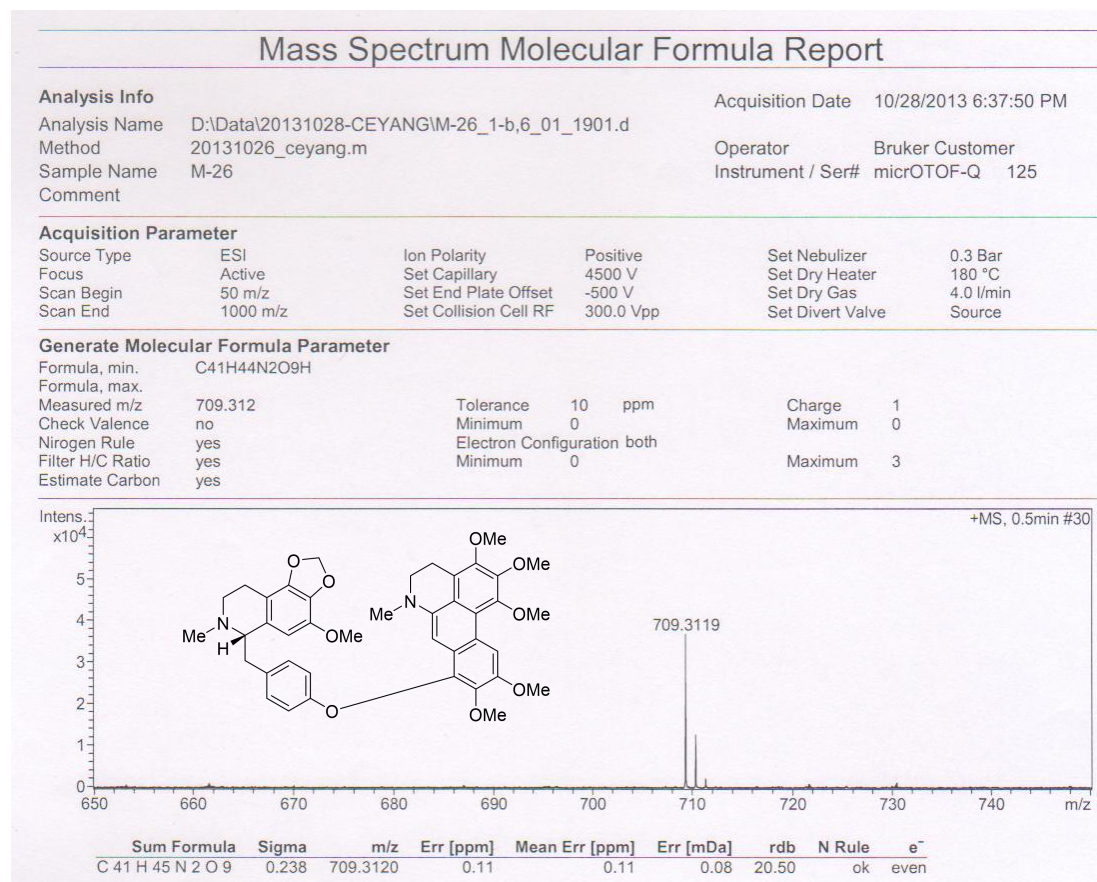 Mass Spectrum Molecular Formula Report
Analysis Info
Acquisition Date 10/28/2013 6:37:50 PM
Analysis Name D:\Data\20131028-CEYANG\M-26_1-b,6_01_1901.d
Method 20131026_ceyang.m Operator Bruker Customer
Sample Name M-26 Instrument / Ser# micrOTOF-Q 125
Comment
Acquisition Parameter
Source Type ESI Ion Polarity Positive Set Nebulizer 0.3 Bar
Focus Active Set Capillary 4500 V Set Dry Heater 180 °C
Scan Begin 50 m/z Set End Plate Offset -500 V Set Dry Gas 4.0 l/min
Scan End 1000 m/z Set Collision Cell RF 300.0 Vpp Set Divert Valve Source
Generate Molecular Formula Parameter
Formula, min. C41H44N2O9H
Formula, max.
Measured m/z 709.312 Tolerance 10 ppm Charge 1
Check Valence no Minimum 0 Maximum 0
Nirogen Rule yes Electron Configuration both
Filter H/C Ratio yes Minimum 0 Maximum 3
Estimate Carbon yes
Intens. +MS, 0.5min #30
x10⁴
OMe
O
OMe
O
N
OMe
N
Me
Me
OMe
H
OMe
O
OMe
709.3119
5
4
3
2
1
0
650 660 670 680 690 700 710 720 730 740 m/z
Sum Formula Sigma m/z Err [ppm] Mean Err [ppm] Err [mDa] rdb N Rule e⁻
C 41 H 45 N 2 O 9 0.238 709.3120 0.11 0.11 0.08 20.50 ok even